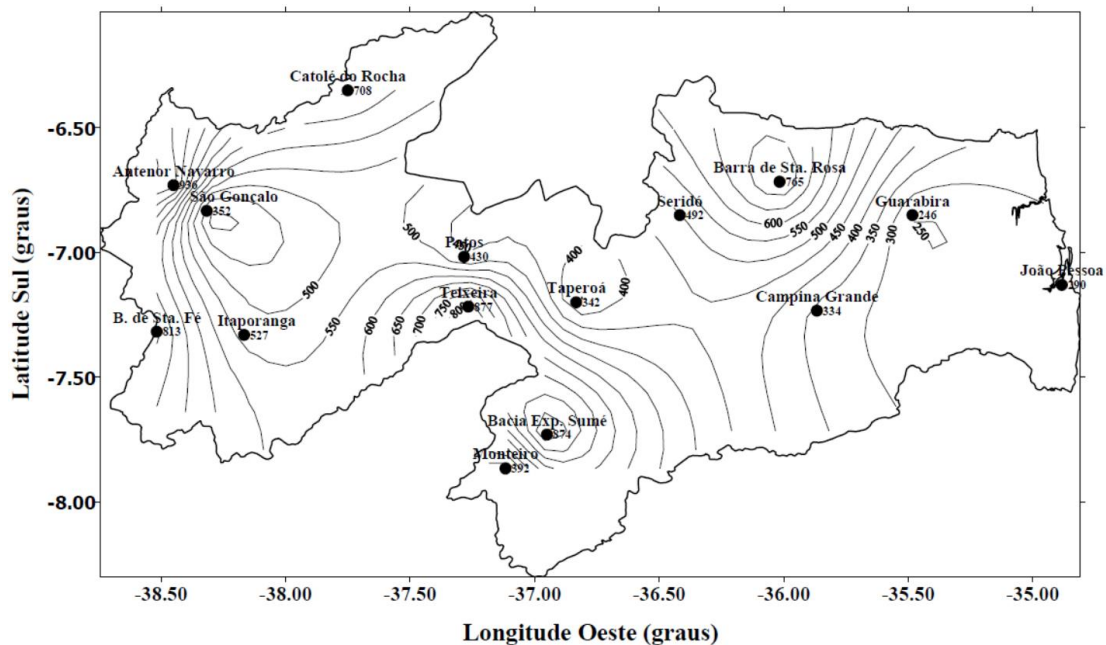 Catolé do Rocha
708
-6.50
Antenor Navarro
936
São Gonçalo
352
Barra de Sta. Rosa
765
Seridó
492
Guarabira
246
600
550
500
450
400
350
300
250
-7.00
500
Patos
430
400
400
João Pessoa
290
Taperoá
342
Teixeira
877
750
500
550
600
650
700
Campina Grande
334
B. de Sta. Fé
813
Itaporanga
527
-7.50
Bacia Exp. Sumé
874
Monteiro
392
-8.00
Latitude Sul (graus)
-38.50
-38.00
-37.50
-37.00
-36.50
-36.00
-35.50
-35.00
Longitude Oeste (graus)